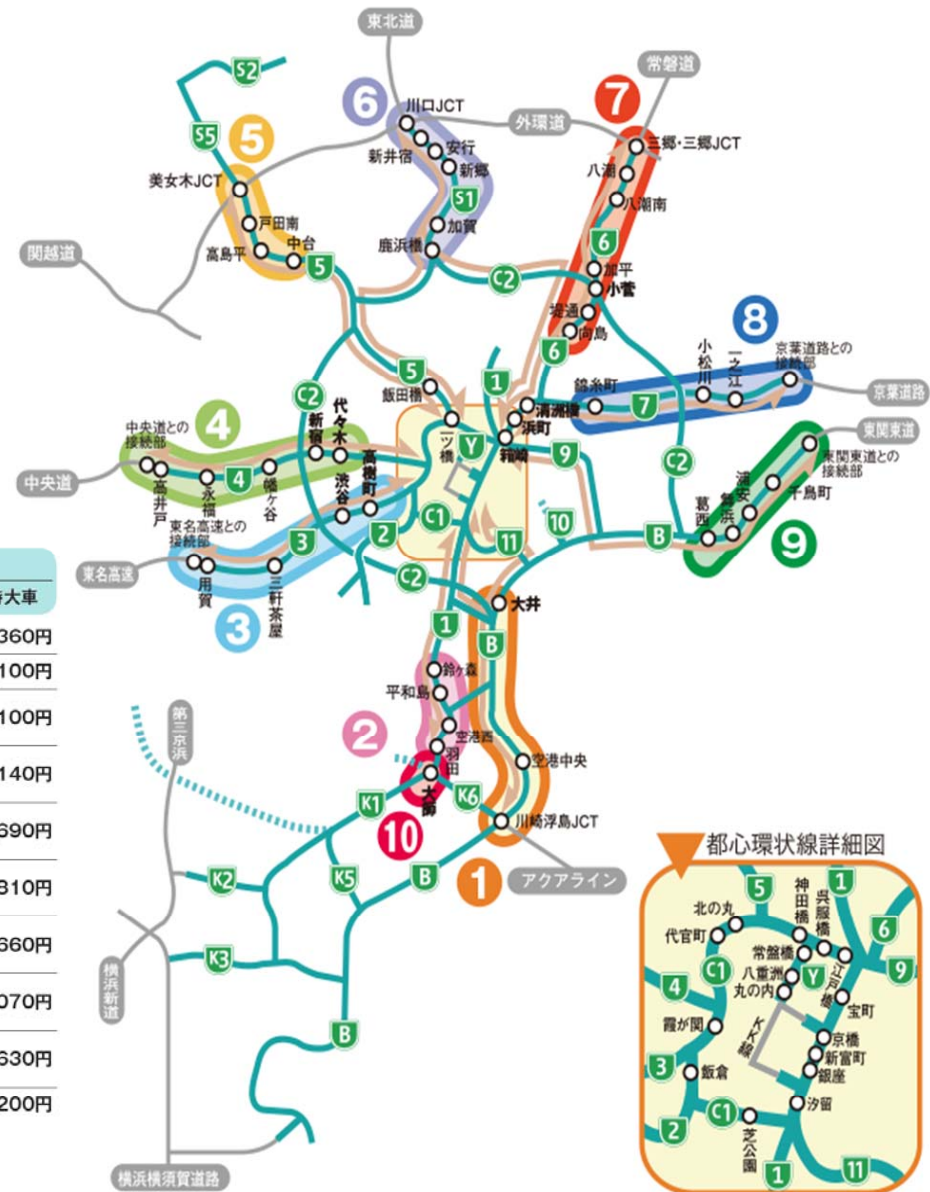 東北道
S2
6
7
常磐道
川口JCT
外環道
S5
5
新井宿
安行
新郷
三郷・三郷JCT
八潮
美女木JCT
S1
八潮南
戸田南
加賀
6
高島平
中台
鹿浜橋
関越道
5
C2
加平
小菅
堤通
向島
8
小松川
一之江
京葉道路との
接続部
6
1
5
飯田橋
錦糸町
7
京葉道路
C2
代々木
新宿
清洲橋
浜町
一ツ橋
Y
箱崎
4
中央道との
接続部
9
東関東道
C2
東関東道との
接続部
中央道
高井戸
永福
4
幡ヶ谷
高樹町
渋谷
浦安
舞浜
葛西
千鳥町
東名高速との
接続部
3
2
C1
11
10
B
9
東名高速
用賀
三軒茶屋
C2
3
大井
1
B
特大車
360円
100円
100円
140円
690円
810円
660円
070円
630円
200円
鈴ヶ森
平和島
第三京浜
2
空港西
羽田
空港中央
大師
K1
K6
10
川崎浮島JCT
K2
K5
B
1
アクアライン
K3
横浜新道
B
横浜横須賀道路
都心環状線詳細図
5
神田橋
呉服橋
1
北の丸
代官町
6
常盤橋
八重洲
丸の内
Y
江戸橋
9
C1
4
宝町
霞が関
KK線
京橋
新富町
銀座
3
飯倉
汐留
C1
2
芝公園
1
11